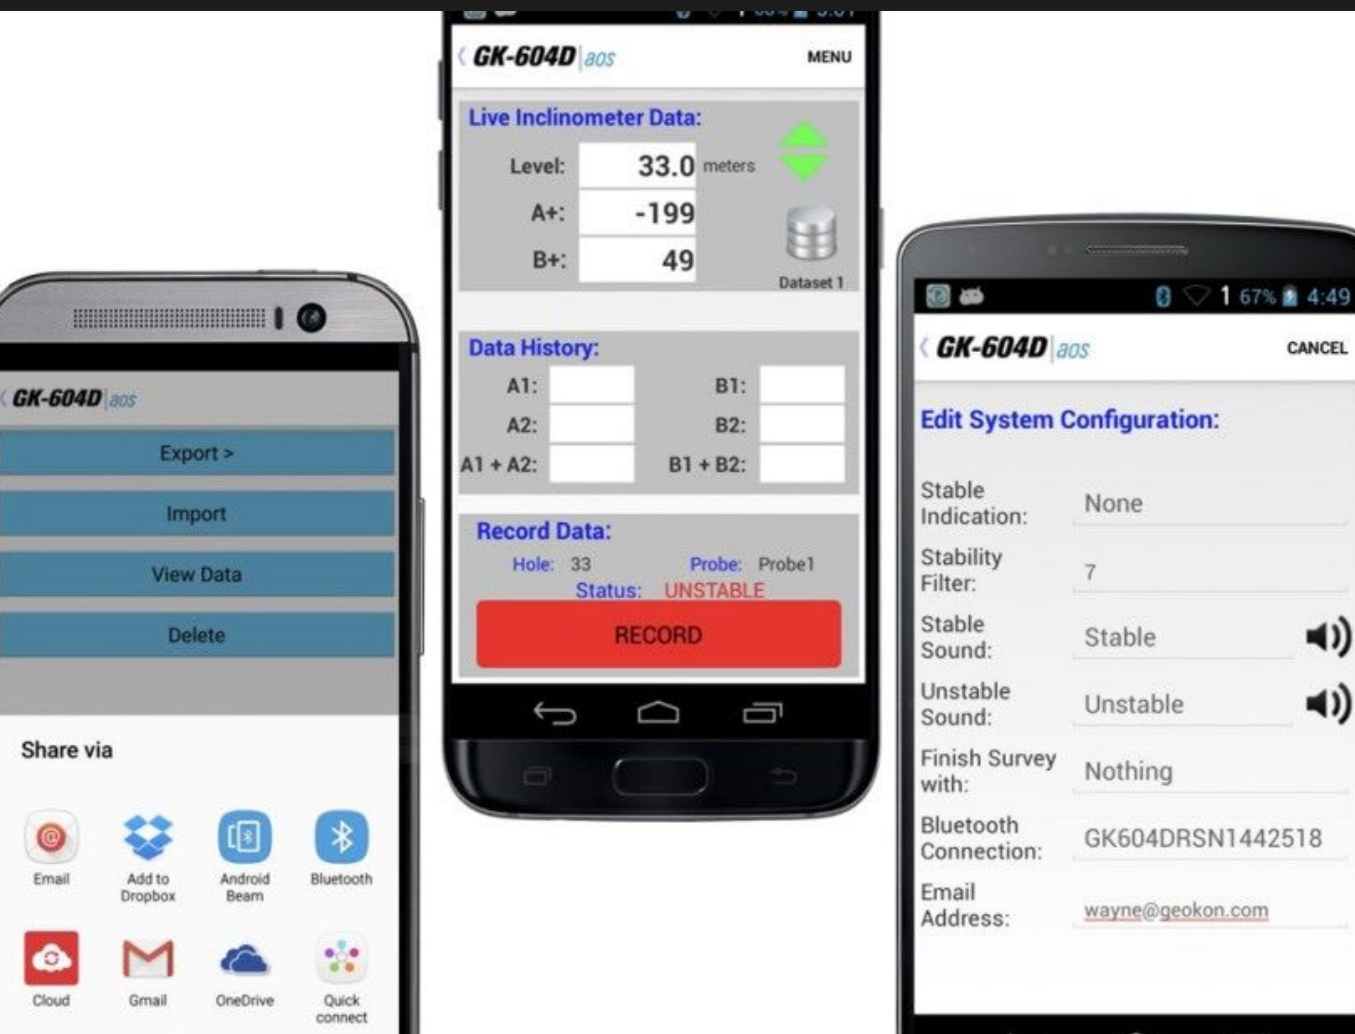 GK-604D aos
Export >
Import
View Data
Delete
Share via
Email
Add to Dropbox
Android Beam
Bluetooth
Cloud
Gmail
OneDrive
Quick connect
GK-604D aos MENU
Live Inclinometer Data:
Level: 33.0 meters
A+: -199
B+: 49
Dataset 1
Data History:
A1: B1:
A2: B2:
A1 + A2: B1 + B2:
Record Data:
Hole: 33 Probe: Probe1
Status: UNSTABLE
RECORD
1 67% 4:49
GK-604D aos CANCEL
Edit System Configuration:
Stable Indication: None
Stability Filter: 7
Stable Sound: Stable
Unstable Sound: Unstable
Finish Survey with: Nothing
Bluetooth Connection: GK604DRSN1442518
Email Address: wayne@geokon.com